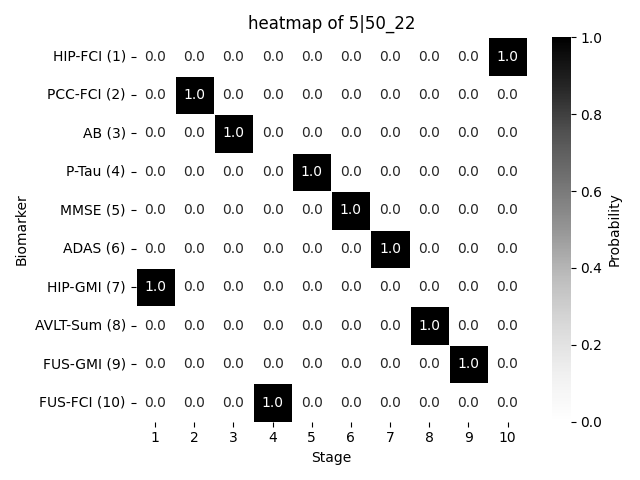 heatmap of 5|50_22
HIP-FCI (1) 0.0 0.0 0.0 0.0 0.0 0.0 0.0 0.0 0.0 1.0
PCC-FCI (2) 0.0 1.0 0.0 0.0 0.0 0.0 0.0 0.0 0.0 0.0
AB (3) 0.0 0.0 1.0 0.0 0.0 0.0 0.0 0.0 0.0 0.0
P-Tau (4) 0.0 0.0 0.0 0.0 1.0 0.0 0.0 0.0 0.0 0.0
MMSE (5) 0.0 0.0 0.0 0.0 0.0 1.0 0.0 0.0 0.0 0.0
ADAS (6) 0.0 0.0 0.0 0.0 0.0 0.0 1.0 0.0 0.0 0.0
HIP-GMI (7) 1.0 0.0 0.0 0.0 0.0 0.0 0.0 0.0 0.0 0.0
AVLT-Sum (8) 0.0 0.0 0.0 0.0 0.0 0.0 0.0 1.0 0.0 0.0
FUS-GMI (9) 0.0 0.0 0.0 0.0 0.0 0.0 0.0 0.0 1.0 0.0
FUS-FCI (10) 0.0 0.0 0.0 1.0 0.0 0.0 0.0 0.0 0.0 0.0
1 2 3 4 5 6 7 8 9 10
Stage
Biomarker
1.0
0.8
0.6
0.4
0.2
0.0
Probability